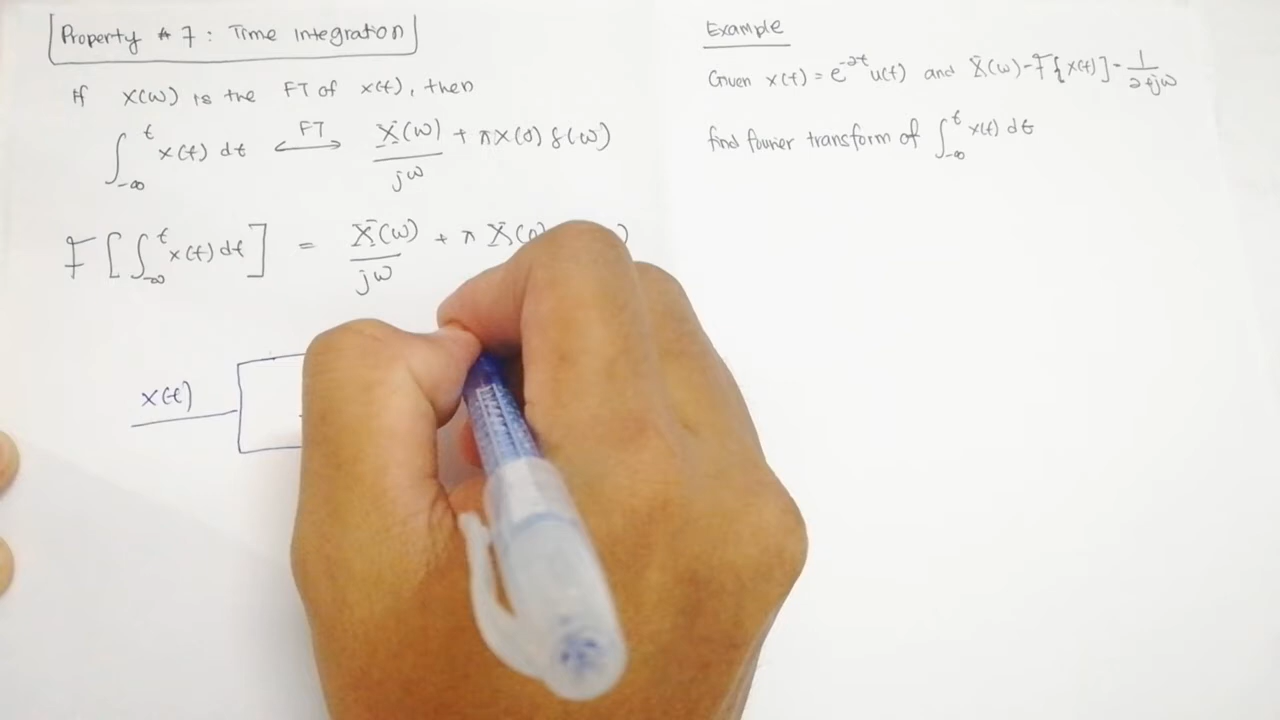 Property # 7 : Time Integration
If X(ω) is the FT of x(t), then
∫_{-∞}^{t} x(t) dt ⟷^{FT} X(ω)/jω + πX(0) δ(ω)
F[∫_{-∞}^{t} x(t) dt] = X(ω)/jω + π X(0
x(t)
Example
Given x(t) = e^{-2t} u(t) and X(ω) = F{x(t)] = 1/2+jω
find fourier transform of ∫_{-∞}^{t} x(t) dt